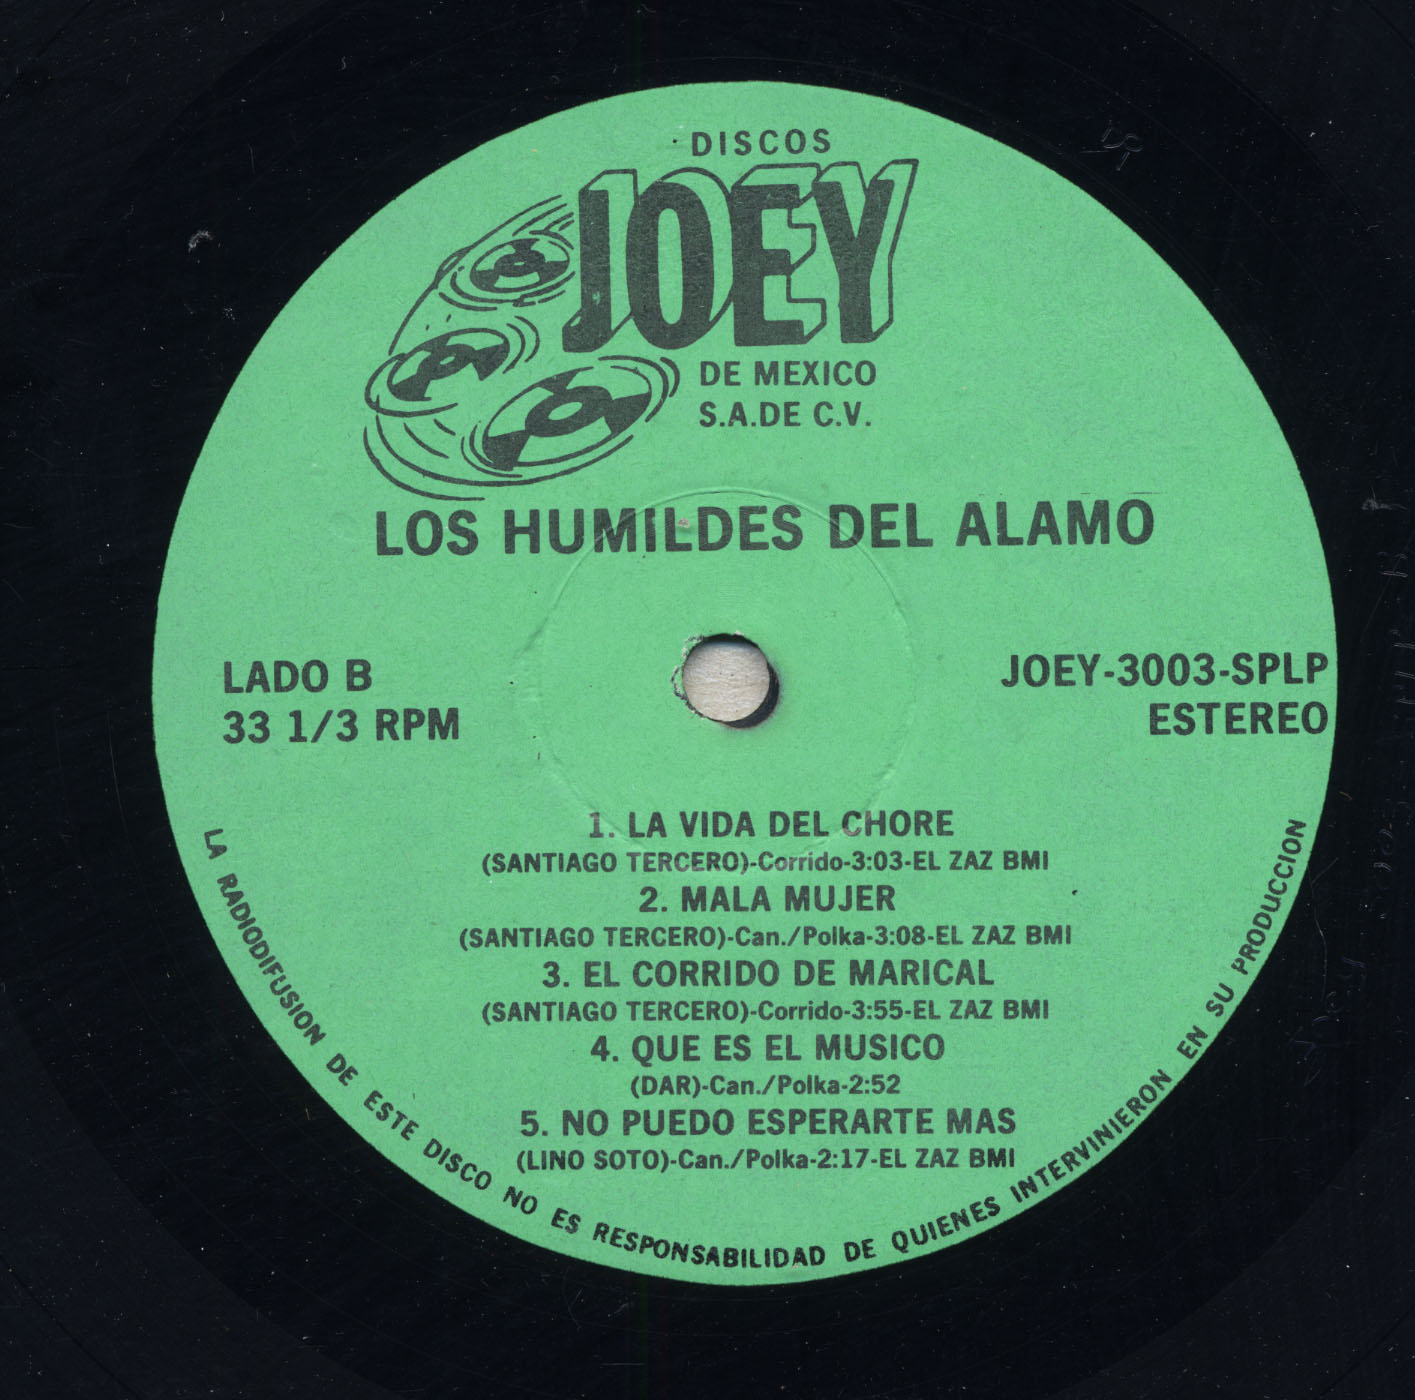 DISCOS
JOEY
DE MEXICO
S.A.DE C.V.
LOS HUMILDES DEL ALAMO
LADO B
33 1/3 RPM
JOEY-3003-SPLP
ESTEREO
1. LA VIDA DEL CHORE
(SANTIAGO TERCERO)-Corrido-3:03-EL ZAZ BMI
2. MALA MUJER
(SANTIAGO TERCERO)-Can./Polka-3:08-EL ZAZ BMI
3. EL CORRIDO DE MARICAL
(SANTIAGO TERCERO)-Corrido-3:55-EL ZAZ BMI
4. QUE ES EL MUSICO
(DAR)-Can./Polka-2:52
5. NO PUEDO ESPERARTE MAS
(LINO SOTO)-Can./Polka-2:17-EL ZAZ BMI
LA RADIODIFUSION DE ESTE DISCO NO ES RESPONSABILIDAD DE QUIENES INTERVINIERON EN SU PRODUCCION